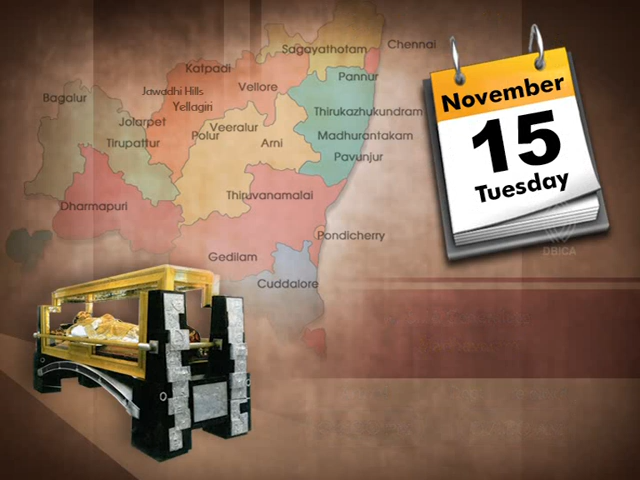 Chennai
Sagayathotam
Katpadi
Pannur
Vellore
Jawadhi Hills
Bagalur
Yellagiri
Thirukazhukundram
Jolarpet
Veeralur
Polur
Madhurantakam
Tirupattur
Arni
Pavunjur
Thiruvanamalai
Dharmapuri
Pondicherry
Gedilam
Cuddalore
November
15
Tuesday
DBICA